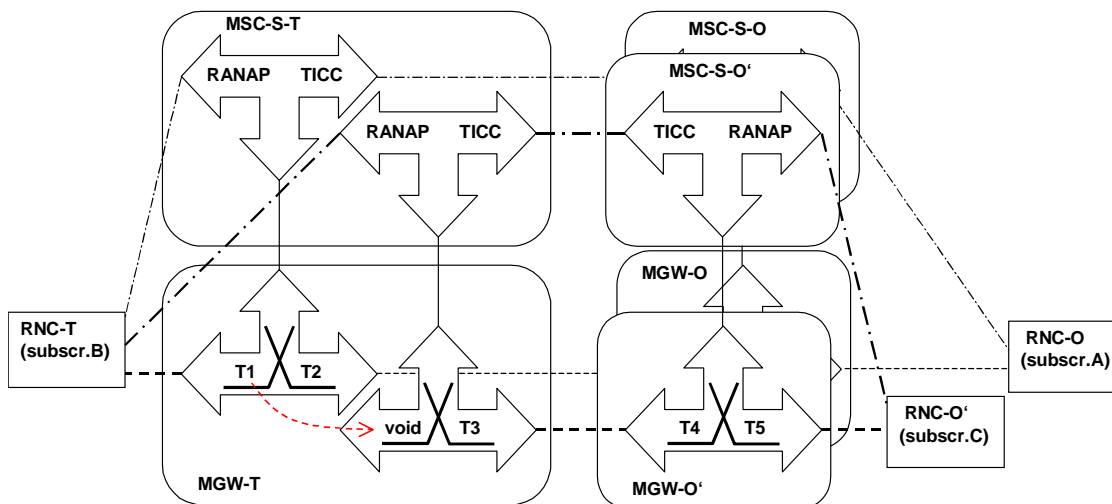 MSC-S-T
MSC-S-O
MSC-S-O‘
RANAP TICC
RANAP TICC
TICC RANAP
MGW-O
RNC-T
(subscr.B)
RNC-O
(subscr.A)
T1 T2
RNC-O‘
(subscr.C)
void T3
T4 T5
MGW-T
MGW-O‘